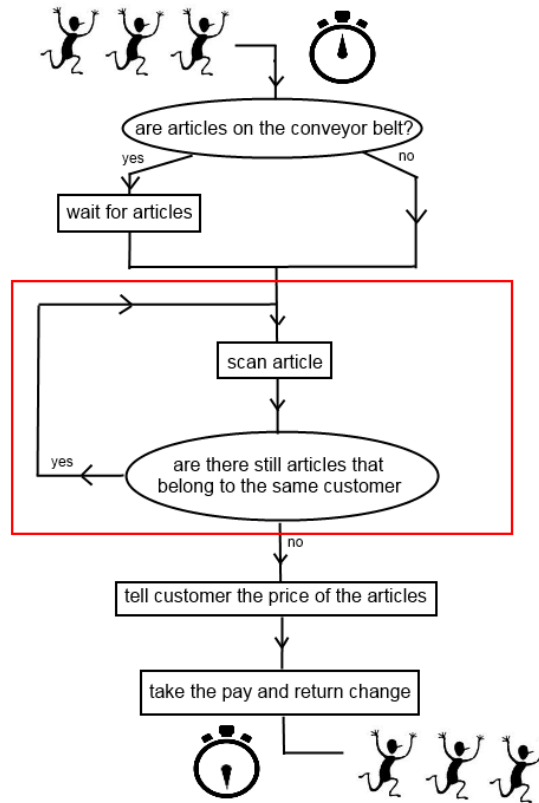 are articles on the conveyor belt?
yes
no
wait for articles
scan article
yes
are there still articles that
belong to the same customer
no
tell customer the price of the articles
take the pay and return change